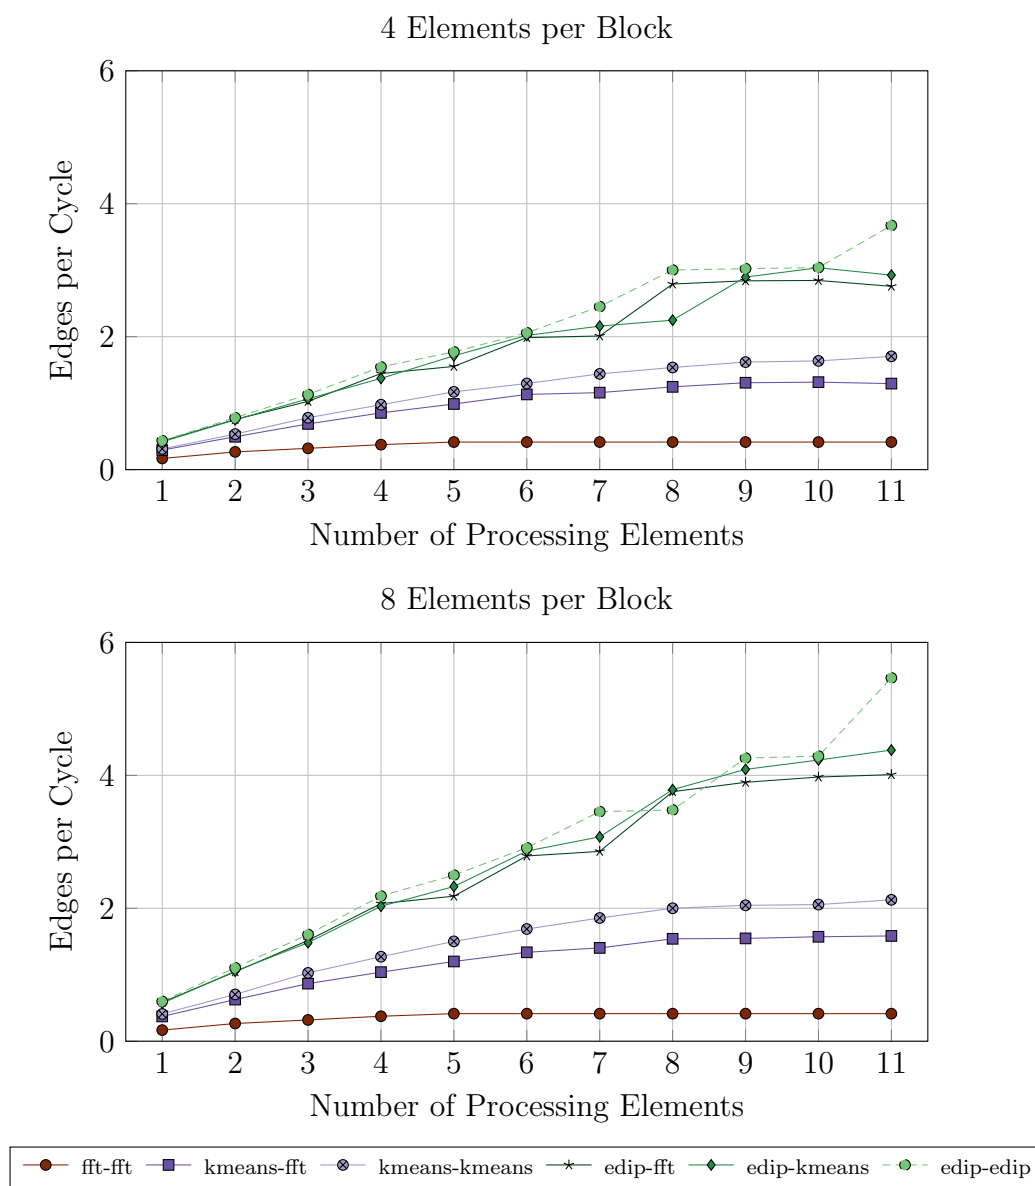 4 Elements per Block
6
4
2
0
Edges per Cycle
1 2 3 4 5 6 7 8 9 10 11
Number of Processing Elements
8 Elements per Block
6
4
2
0
Edges per Cycle
1 2 3 4 5 6 7 8 9 10 11
Number of Processing Elements
fft-fft kmeans-fft kmeans-kmeans edip-fft edip-kmeans edip-edip